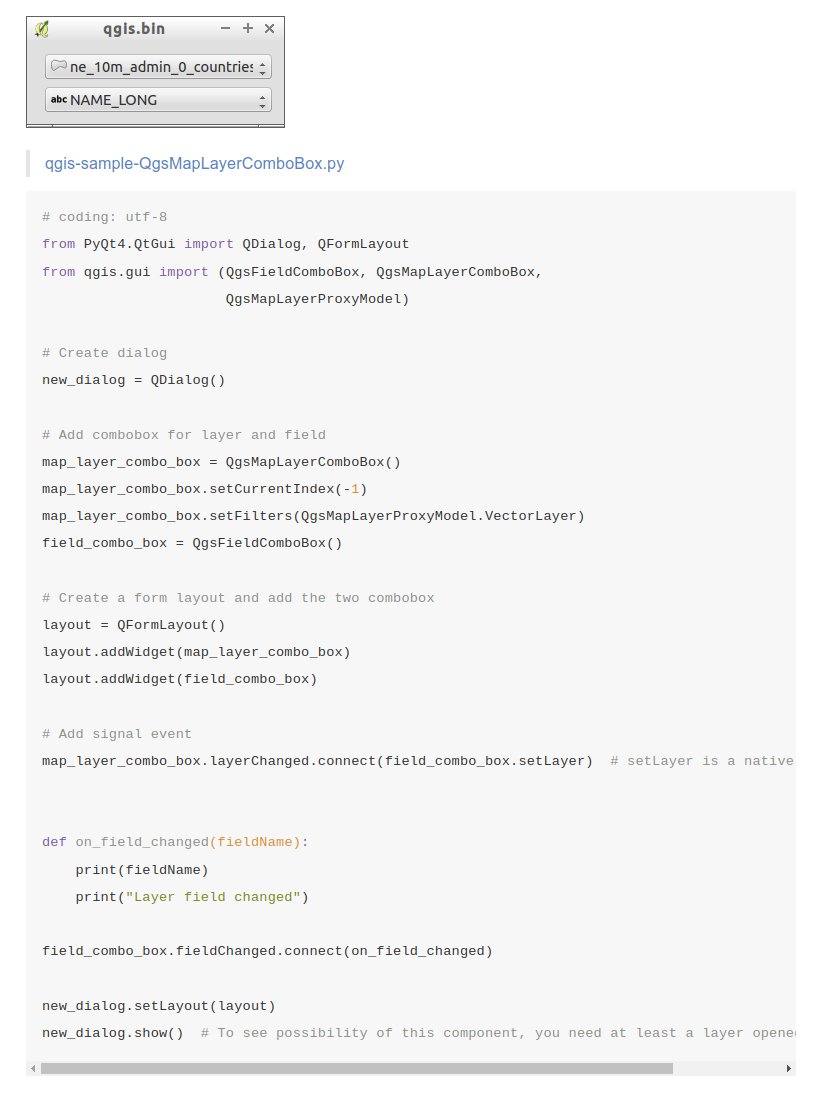 qgis.bin
ne_10m_admin_0_countries
abc NAME_LONG
qgis-sample-QgsMapLayerComboBox.py
# coding: utf-8
from PyQt4.QtGui import QDialog, QFormLayout
from qgis.gui import (QgsFieldComboBox, QgsMapLayerComboBox,
                      QgsMapLayerProxyModel)
# Create dialog
new_dialog = QDialog()
# Add combobox for layer and field
map_layer_combo_box = QgsMapLayerComboBox()
map_layer_combo_box.setCurrentIndex(-1)
map_layer_combo_box.setFilters(QgsMapLayerProxyModel.VectorLayer)
field_combo_box = QgsFieldComboBox()
# Create a form layout and add the two combobox
layout = QFormLayout()
layout.addWidget(map_layer_combo_box)
layout.addWidget(field_combo_box)
# Add signal event
map_layer_combo_box.layerChanged.connect(field_combo_box.setLayer)  # setLayer is a native
def on_field_changed(fieldName):
    print(fieldName)
    print("Layer field changed")
field_combo_box.fieldChanged.connect(on_field_changed)
new_dialog.setLayout(layout)
new_dialog.show()  # To see possibility of this component, you need at least a layer opened